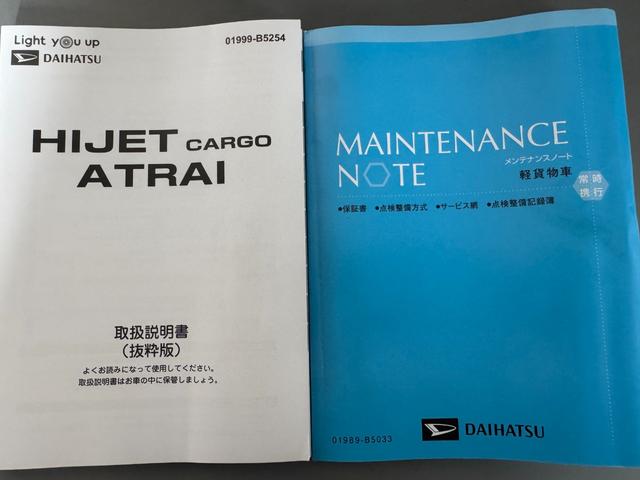 Light you up
DAIHATSU
01999-B5254
HIJET CARGO
ATRAI
取扱説明書
(抜粋版)
よくお読みになって使用してください。
取扱説明書はお車の中に保管しましょう。
MAINTENANCE
NOTE
メンテナンスノート
軽貨物車
常時
携行
●保証書 ●点検整備方式 ●サービス網 ●点検整備記録簿
01989-B5033
DAIHATSU